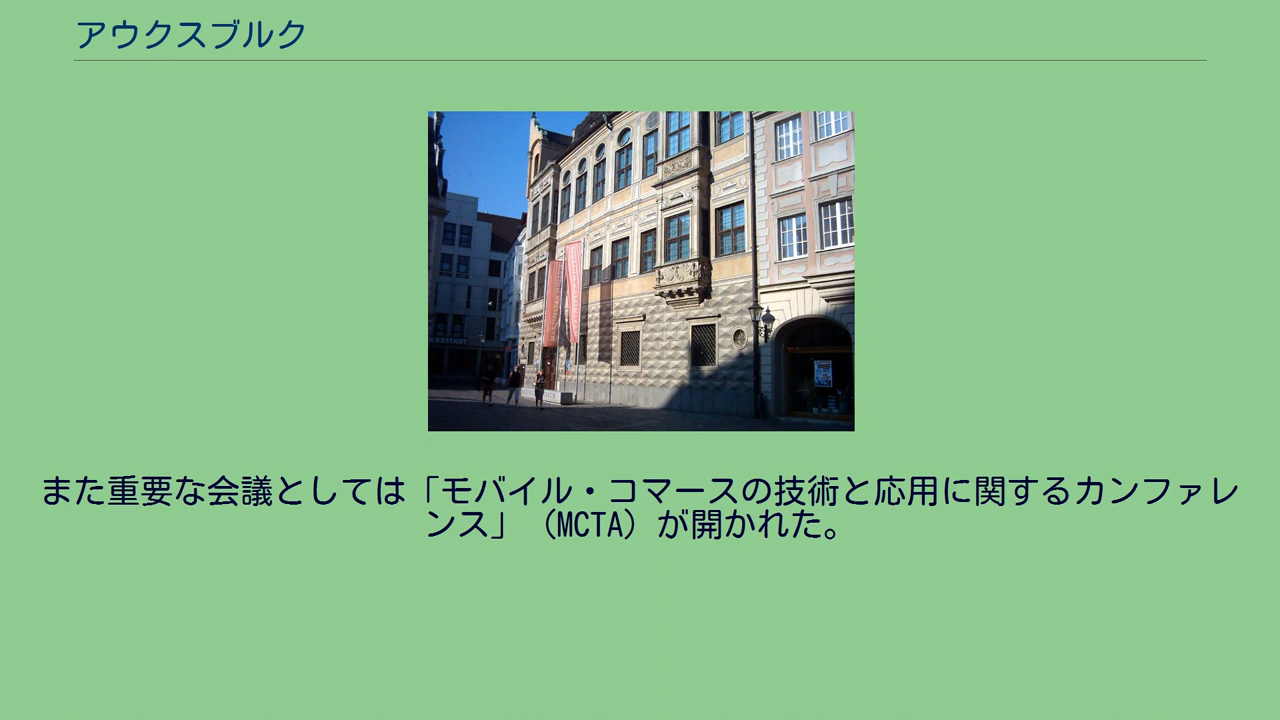 アウクスブルク
また重要な会議としては「モバイル・コマースの技術と応用に関するカンファレ
ンス」（MCTA）が開かれた。